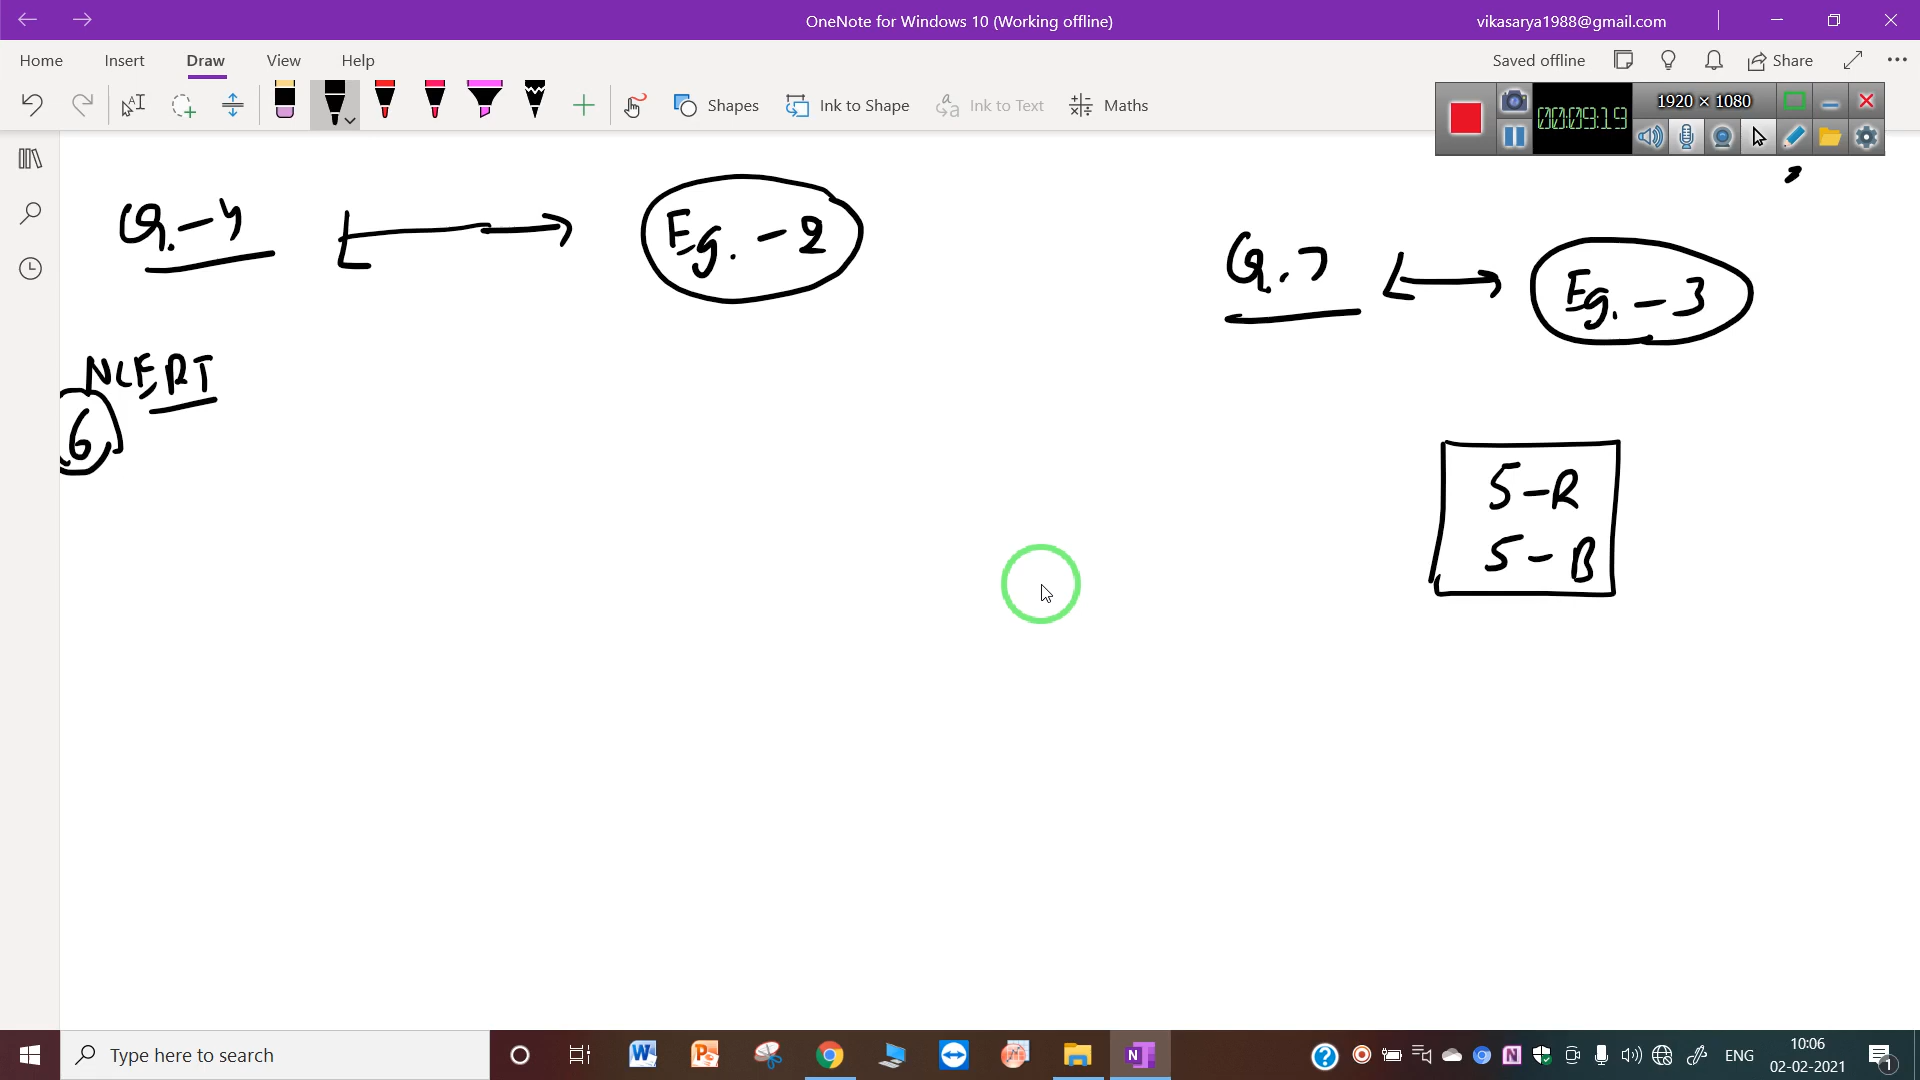 OneNote for Windows 10 (Working offline)
vikasarya1988@gmail.com
Home Insert Draw View Help
Saved offline
Share
Shapes
Ink to Shape
Ink to Text
Maths
1920 × 1080
00:09:19
Q.-4
Eg. - 2
Q. 7
Eg. - 3
NCERT
6
5-R
5-B
Type here to search
ENG
10:06
02-02-2021
1